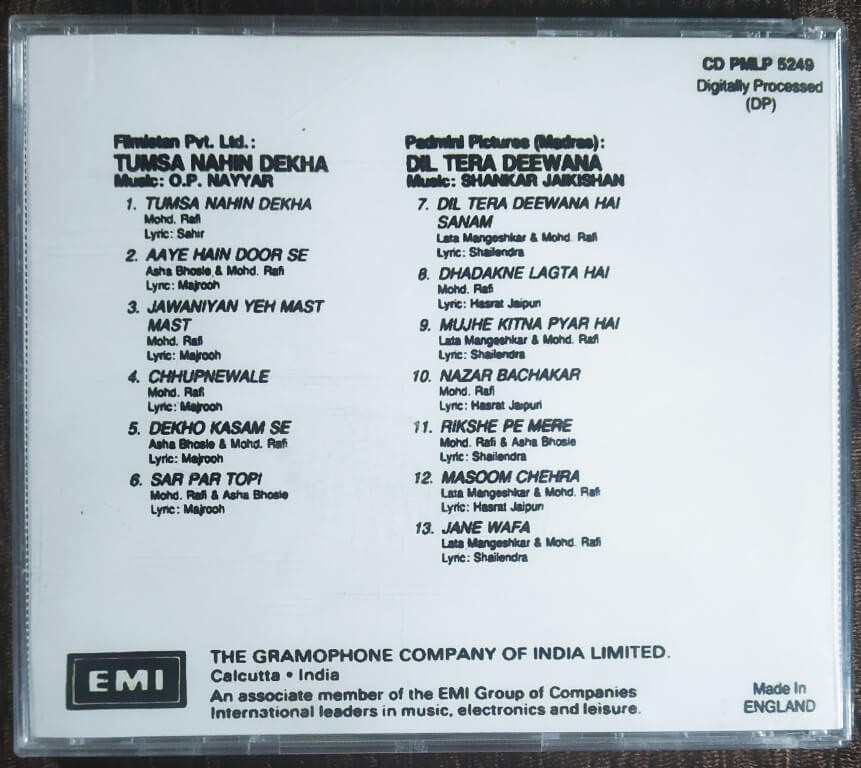 CD PMLP 5249
Digitally Processed
(DP)
Filmistan Pvt. Ltd.:
TUMSA NAHIN DEKHA
Music: O.P. NAYYAR
1. TUMSA NAHIN DEKHA
Mohd. Rafi
Lyric: Sahir
2. AAYE HAIN DOOR SE
Asha Bhosle & Mohd. Rafi
Lyric: Majrooh
3. JAWANIYAN YEH MAST
MAST
Mohd. Rafi
Lyric: Majrooh
4. CHHUPNEWALE
Mohd. Rafi
Lyric: Majrooh
5. DEKHO KASAM SE
Asha Bhosle & Mohd. Rafi
Lyric: Majrooh
6. SAR PAR TOPI
Mohd. Rafi & Asha Bhosle
Lyric: Majrooh
Padmini Pictures (Madras):
DIL TERA DEEWANA
Music: SHANKAR JAIKISHAN
7. DIL TERA DEEWANA HAI
SANAM
Lata Mangeshkar & Mohd. Rafi
Lyric: Shailendra
8. DHADAKNE LAGTA HAI
Mohd. Rafi
Lyric: Hasrat Jaipuri
9. MUJHE KITNA PYAR HAI
Lata Mangeshkar & Mohd. Rafi
Lyric: Shailendra
10. NAZAR BACHAKAR
Mohd. Rafi
Lyric: Hasrat Jaipuri
11. RIKSHE PE MERE
Mohd. Rafi & Asha Bhosle
Lyric: Shailendra
12. MASOOM CHEHRA
Lata Mangeshkar & Mohd. Rafi
Lyric: Hasrat Jaipuri
13. JANE WAFA
Lata Mangeshkar & Mohd. Rafi
Lyric: Shailendra
EMI
THE GRAMOPHONE COMPANY OF INDIA LIMITED.
Calcutta • India
An associate member of the EMI Group of Companies
International leaders in music, electronics and leisure.
Made In
ENGLAND